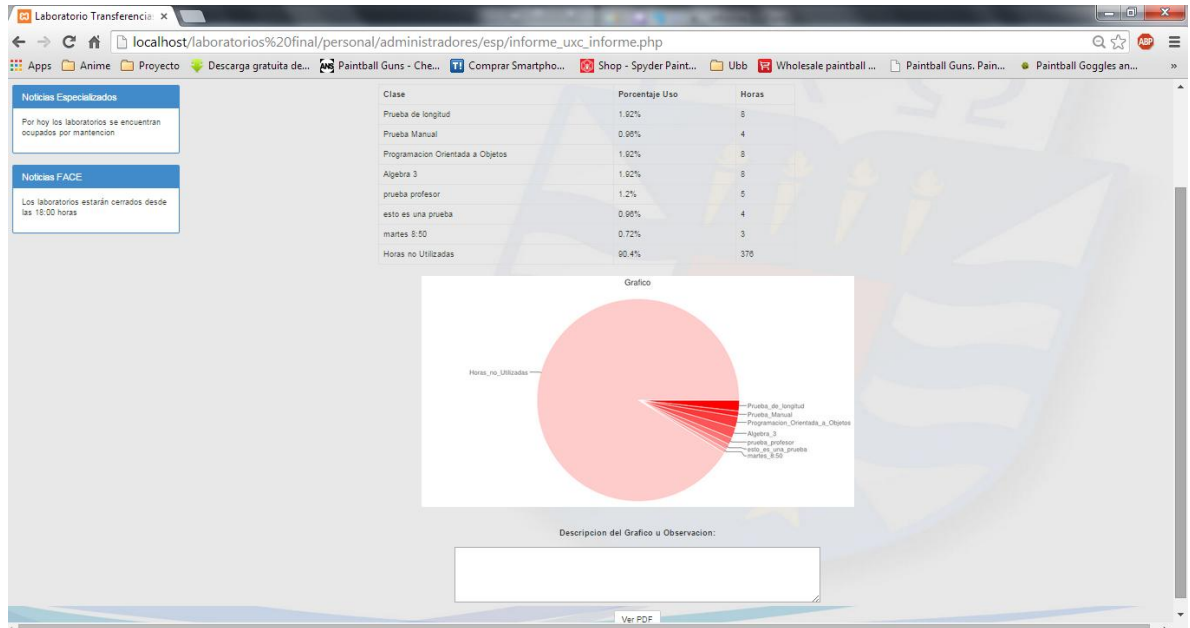 Laboratorio Transferencia
localhost/laboratorios%20final/personal/administradores/esp/informe_uxc_informe.php
ABP
Apps Anime Proyecto Descarga gratuita de... Paintball Guns - Che... Comprar Smartpho... Shop - Spyder Paint... Ubb Wholesale paintball ... Paintball Guns. Pain... Paintball Goggles an... »
Noticias Especializados
Por hoy los laboratorios se encuentran
ocupados por mantencion
Noticias FACE
Los laboratorios estarán cerrados desde
las 18:00 horas
Clase Porcentaje Uso Horas
Prueba de longitud 1.92% 8
Prueba Manual 0.96% 4
Programacion Orientada a Objetos 1.92% 8
Algebra 3 1.92% 8
prueba profesor 1.2% 5
esto es una prueba 0.96% 4
martes 8:50 0.72% 3
Horas no Utilizadas 90.4% 376
Grafico
Horas_no_Utilizadas
Prueba_de_longitud
Prueba_Manual
Programacion_Orientada_a_Objetos
Algebra_3
prueba_profesor
esto_es_una_prueba
martes_8:50
Descripcion del Grafico u Observacion:
Ver PDF